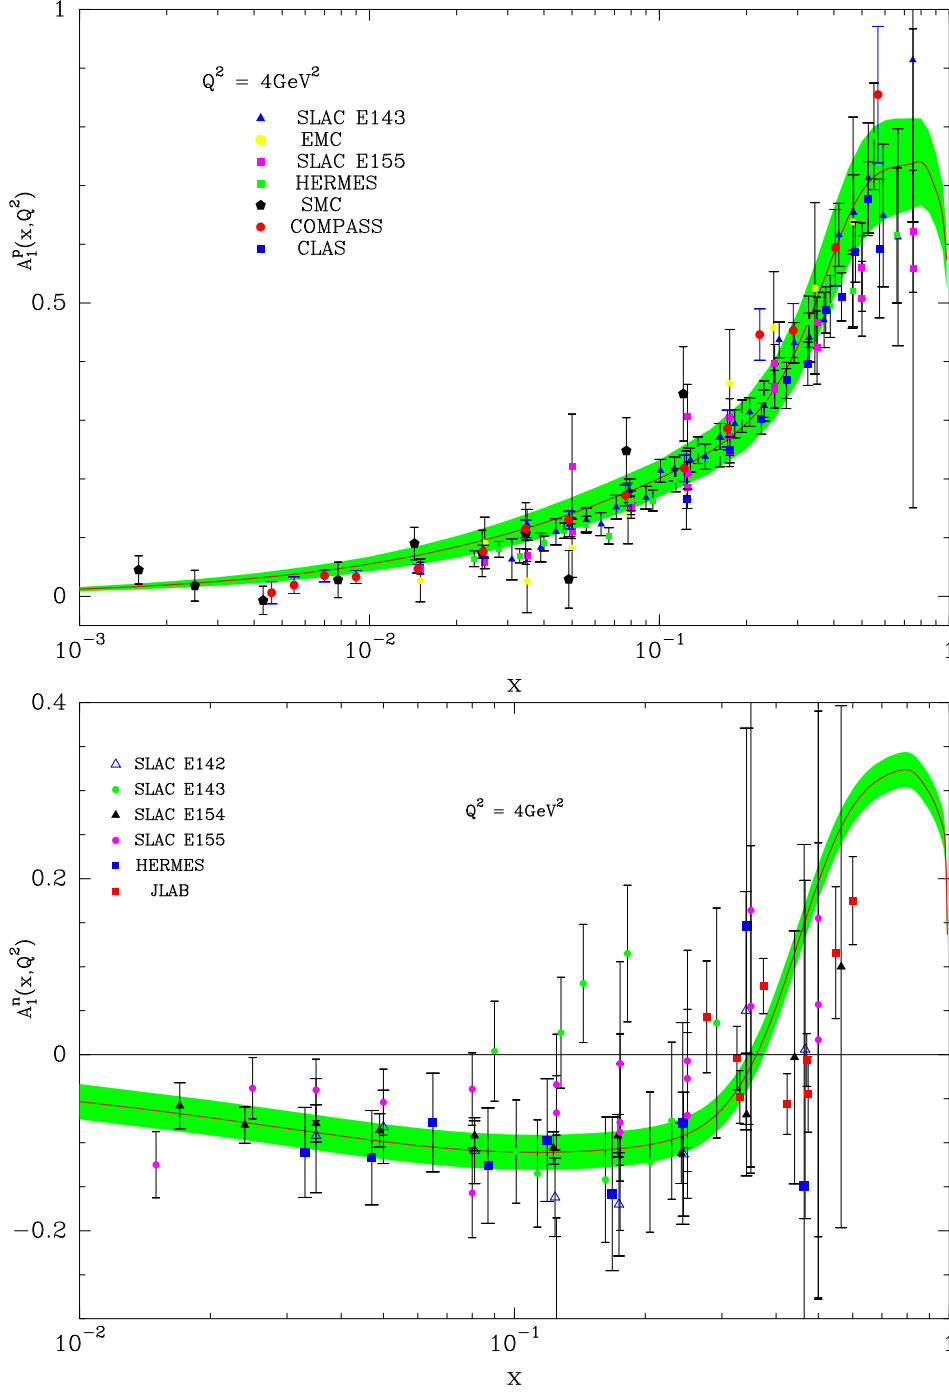 1
Q² = 4GeV²
SLAC E143
EMC
SLAC E155
HERMES
SMC
COMPASS
CLAS
A₁ᵖ(x,Q²)
0.5
0
10⁻³ 10⁻² 10⁻¹ 1
x
0.4
SLAC E142
SLAC E143
SLAC E154
SLAC E155
HERMES
JLAB
Q² = 4GeV²
0.2
A₁ⁿ(x,Q²)
0
−0.2
10⁻² 10⁻¹ 1
x